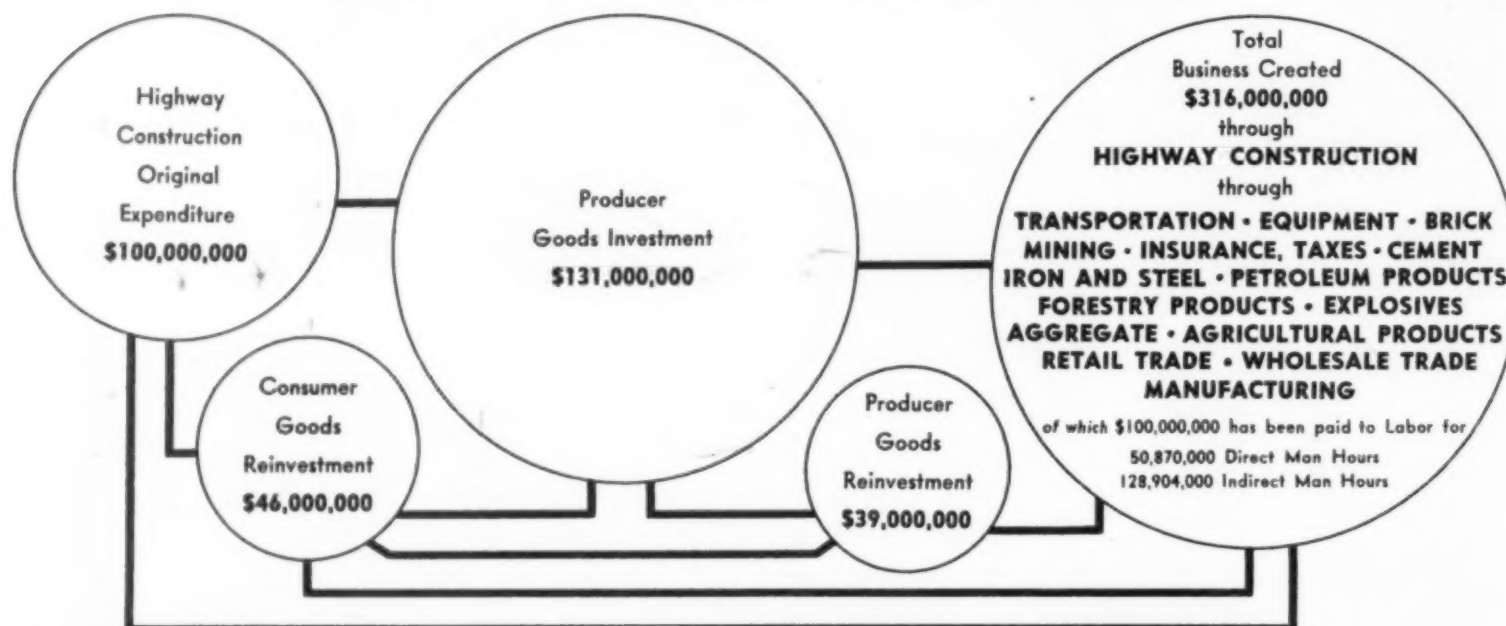 Highway
Construction
Original
Expenditure
$100,000,000
Producer
Goods Investment
$131,000,000
Total
Business Created
$316,000,000
through
HIGHWAY CONSTRUCTION
through
TRANSPORTATION • EQUIPMENT • BRICK
MINING • INSURANCE, TAXES • CEMENT
IRON AND STEEL • PETROLEUM PRODUCTS
FORESTRY PRODUCTS • EXPLOSIVES
AGGREGATE • AGRICULTURAL PRODUCTS
RETAIL TRADE • WHOLESALE TRADE
MANUFACTURING
of which $100,000,000 has been paid to Labor for
50,870,000 Direct Man Hours
128,904,000 Indirect Man Hours
Consumer
Goods
Reinvestment
$46,000,000
Producer
Goods
Reinvestment
$39,000,000